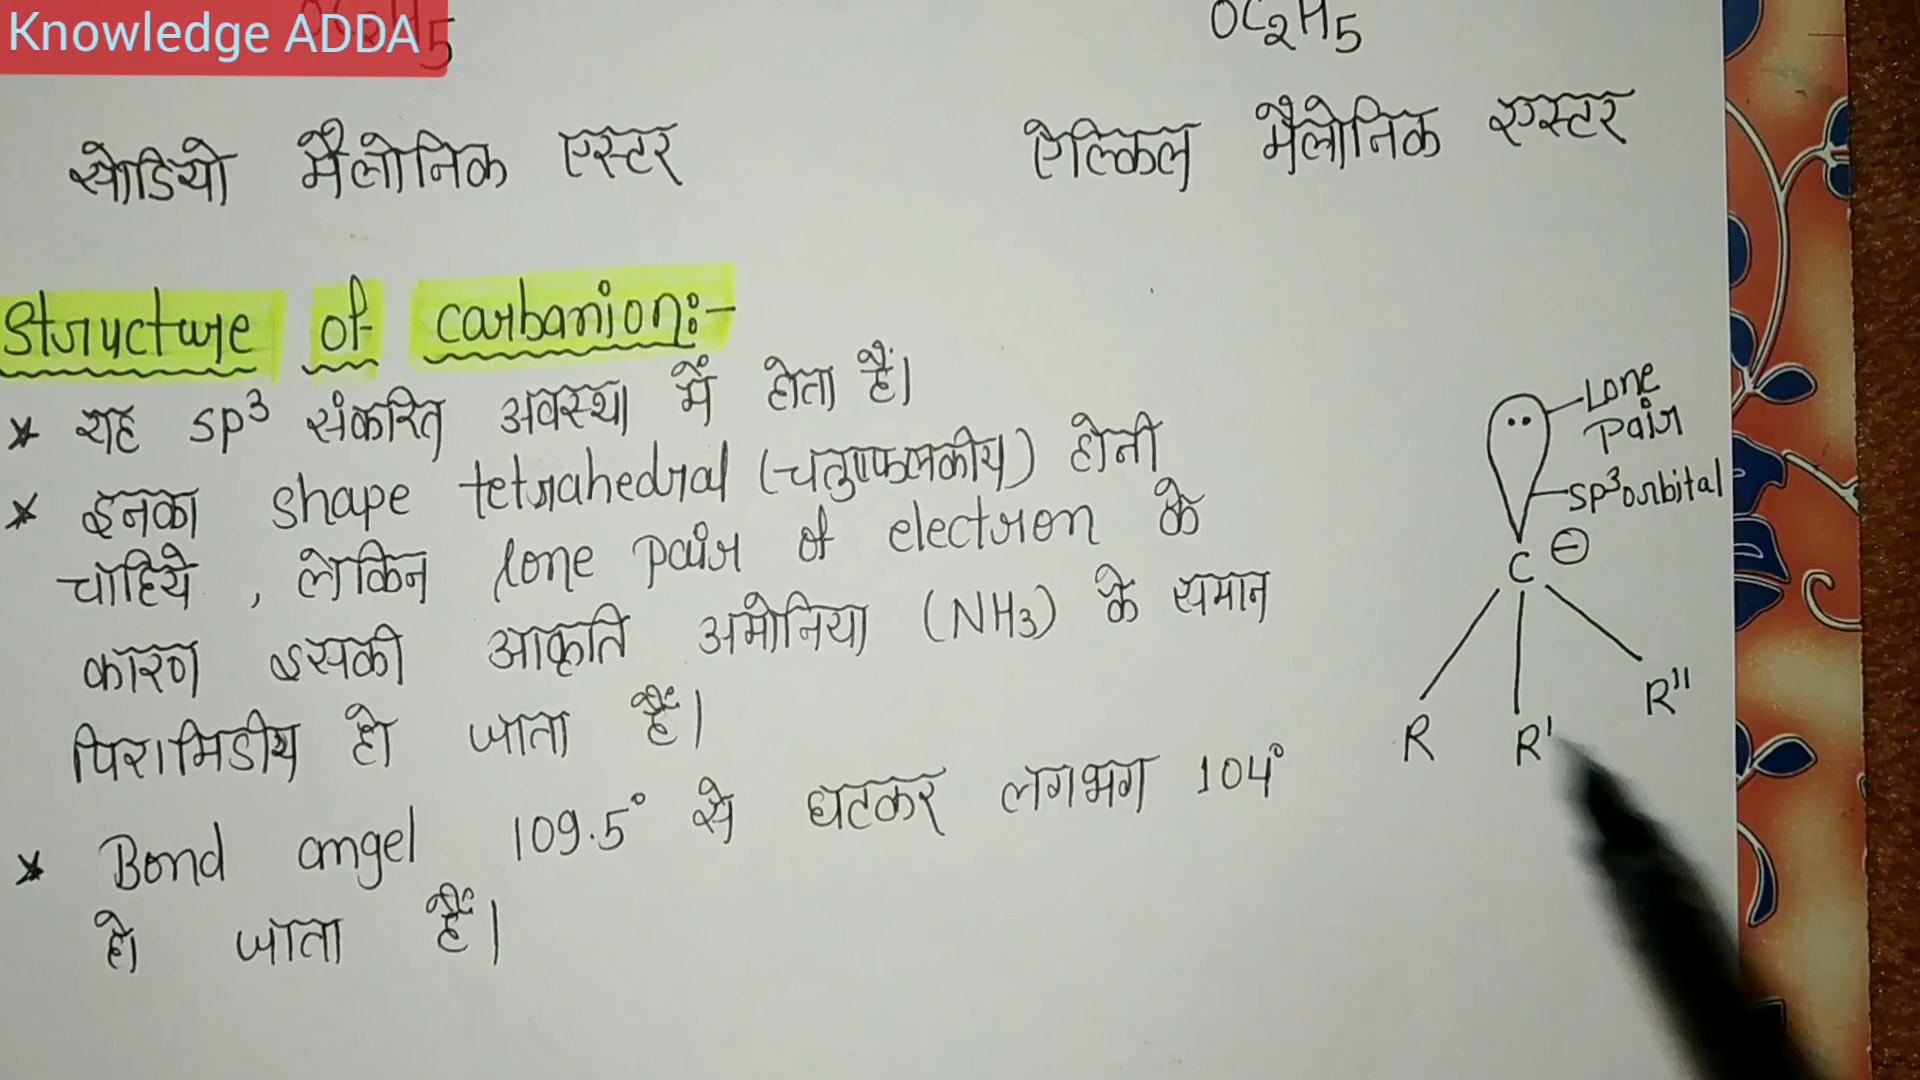 Knowledge ADDA
OC2H5
OC2H5
सोडियो मैलोनिक एस्टर
ऐल्किल मैलोनिक एस्टर
Structure of carbanion:-
* यह sp³ संकरित अवस्था में होता है।
* इनका shape tetrahedral (चतुष्फलकीय) होनी
चाहिये , लेकिन lone pair of electron के
कारण इसकी आकृति अमोनिया (NH3) के समान
पिरामिडीय हो जाता हैं।
* Bond angel 109.5° से घटकर लगभग 104°
हो जाता हैं।
Lone
pair
sp³orbital
C ⊖
R R' R"